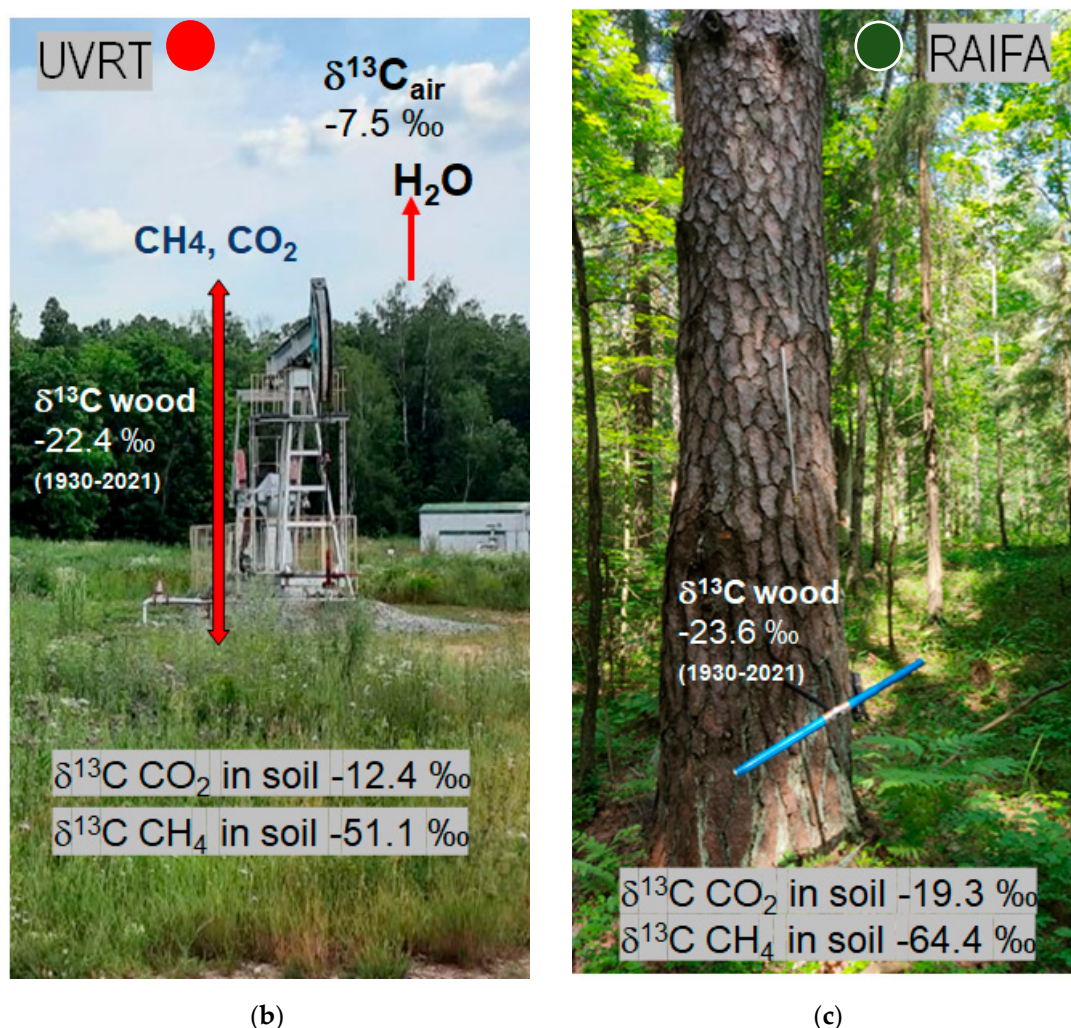 UVRT
δ¹³C_air
-7.5 ‰
H₂O
CH4, CO₂
δ¹³C wood
-22.4 ‰
(1930-2021)
δ¹³C CO₂ in soil -12.4 ‰
δ¹³C CH₄ in soil -51.1 ‰
(b)
RAIFA
δ¹³C wood
-23.6 ‰
(1930-2021)
δ¹³C CO₂ in soil -19.3 ‰
δ¹³C CH₄ in soil -64.4 ‰
(c)